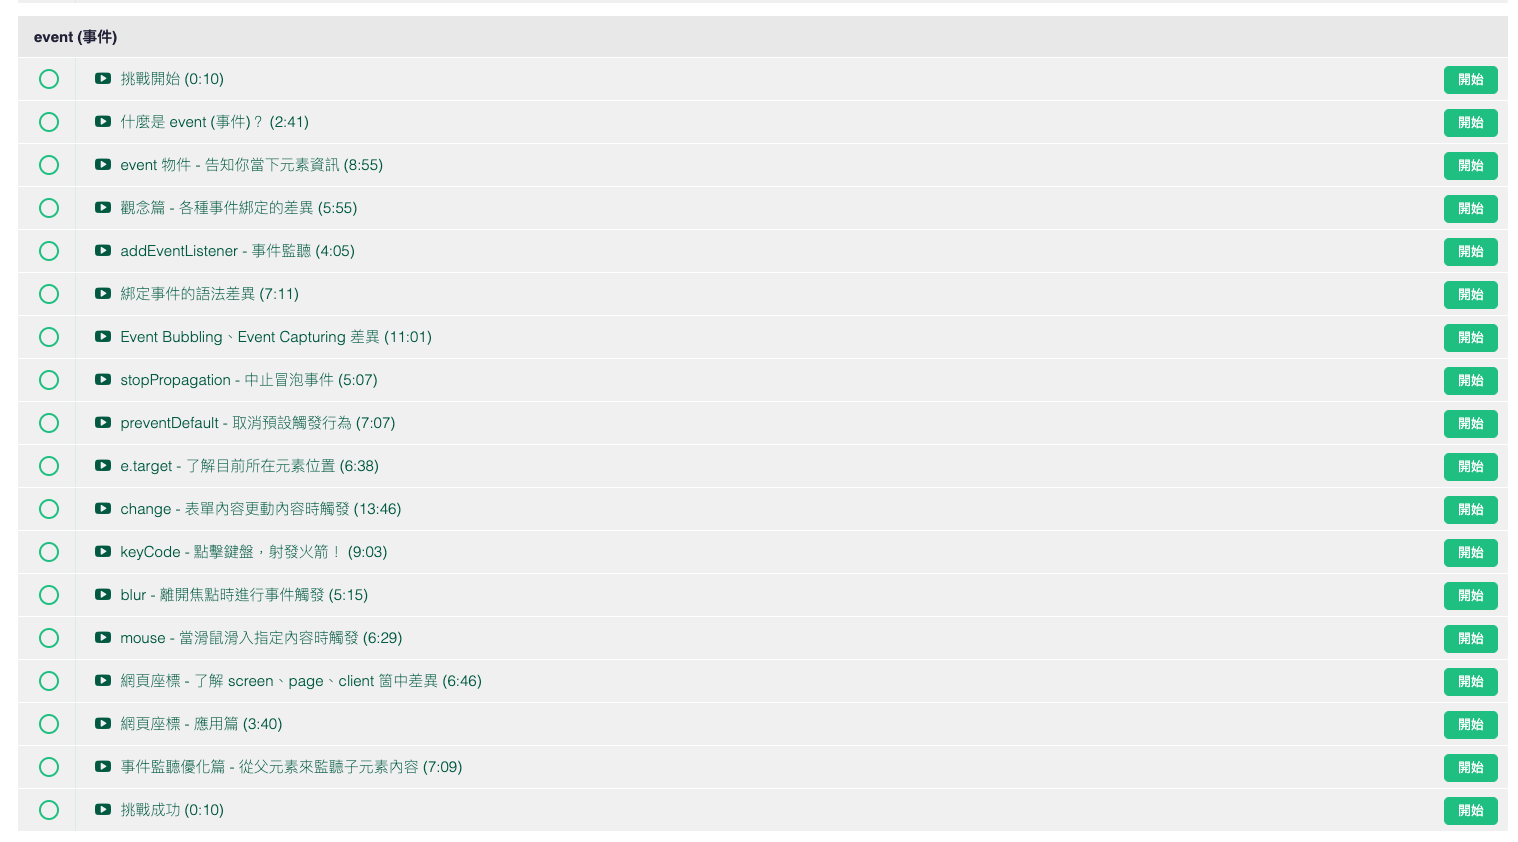 event (事件)
挑戰開始 (0:10) 開始
什麼是 event (事件)？ (2:41) 開始
event 物件 - 告知你當下元素資訊 (8:55) 開始
觀念篇 - 各種事件綁定的差異 (5:55) 開始
addEventListener - 事件監聽 (4:05) 開始
綁定事件的語法差異 (7:11) 開始
Event Bubbling、Event Capturing 差異 (11:01) 開始
stopPropagation - 中止冒泡事件 (5:07) 開始
preventDefault - 取消預設觸發行為 (7:07) 開始
e.target - 了解目前所在元素位置 (6:38) 開始
change - 表單內容更動內容時觸發 (13:46) 開始
keyCode - 點擊鍵盤，射發火箭！ (9:03) 開始
blur - 離開焦點時進行事件觸發 (5:15) 開始
mouse - 當滑鼠滑入指定內容時觸發 (6:29) 開始
網頁座標 - 了解 screen、page、client 箇中差異 (6:46) 開始
網頁座標 - 應用篇 (3:40) 開始
事件監聽優化篇 - 從父元素來監聽子元素內容 (7:09) 開始
挑戰成功 (0:10) 開始